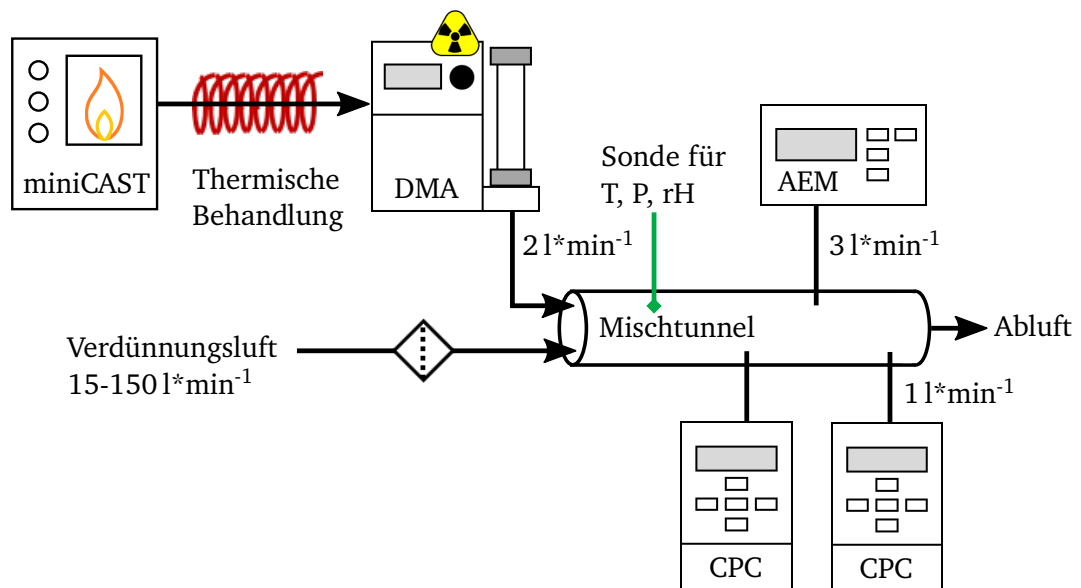 miniCAST
Thermische
Behandlung
DMA
2 l*min⁻¹
Sonde für
T, P, rH
AEM
3 l*min⁻¹
Mischtunnel
Abluft
Verdünnungsluft
15-150 l*min⁻¹
1 l*min⁻¹
CPC
CPC